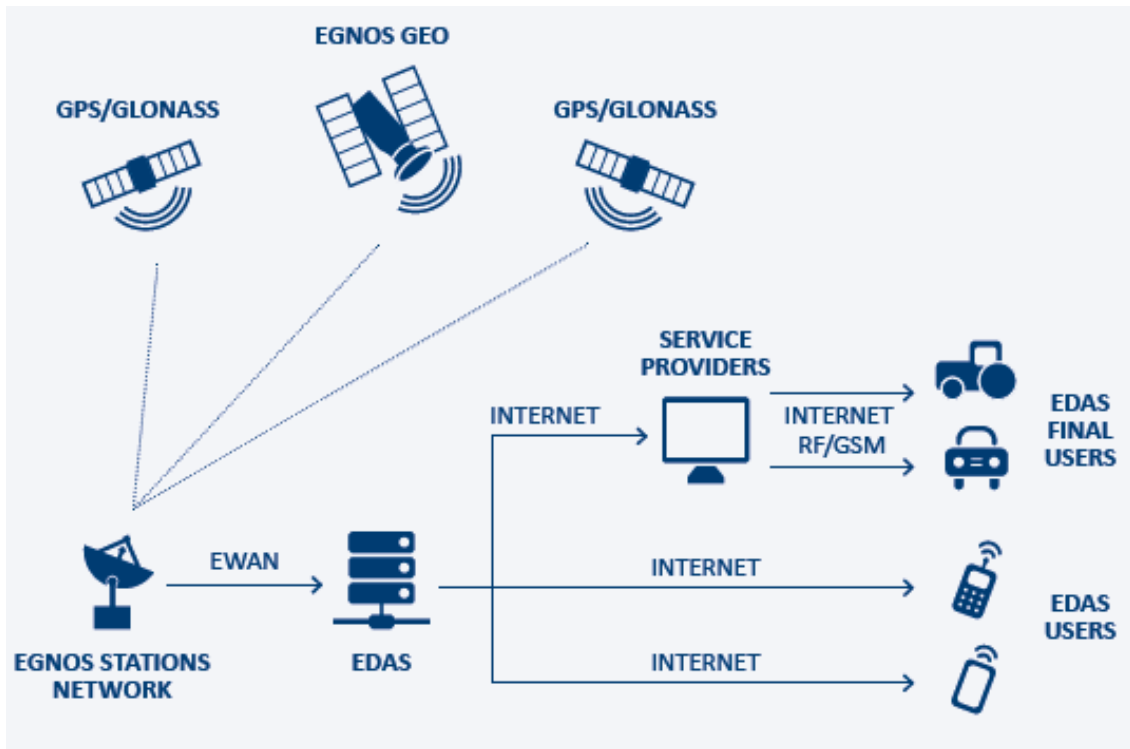 EGNOS GEO
GPS/GLONASS
GPS/GLONASS
SERVICE
PROVIDERS
INTERNET
INTERNET
RF/GSM
EDAS
FINAL
USERS
EWAN
INTERNET
EDAS
USERS
EGNOS STATIONS
NETWORK
EDAS
INTERNET